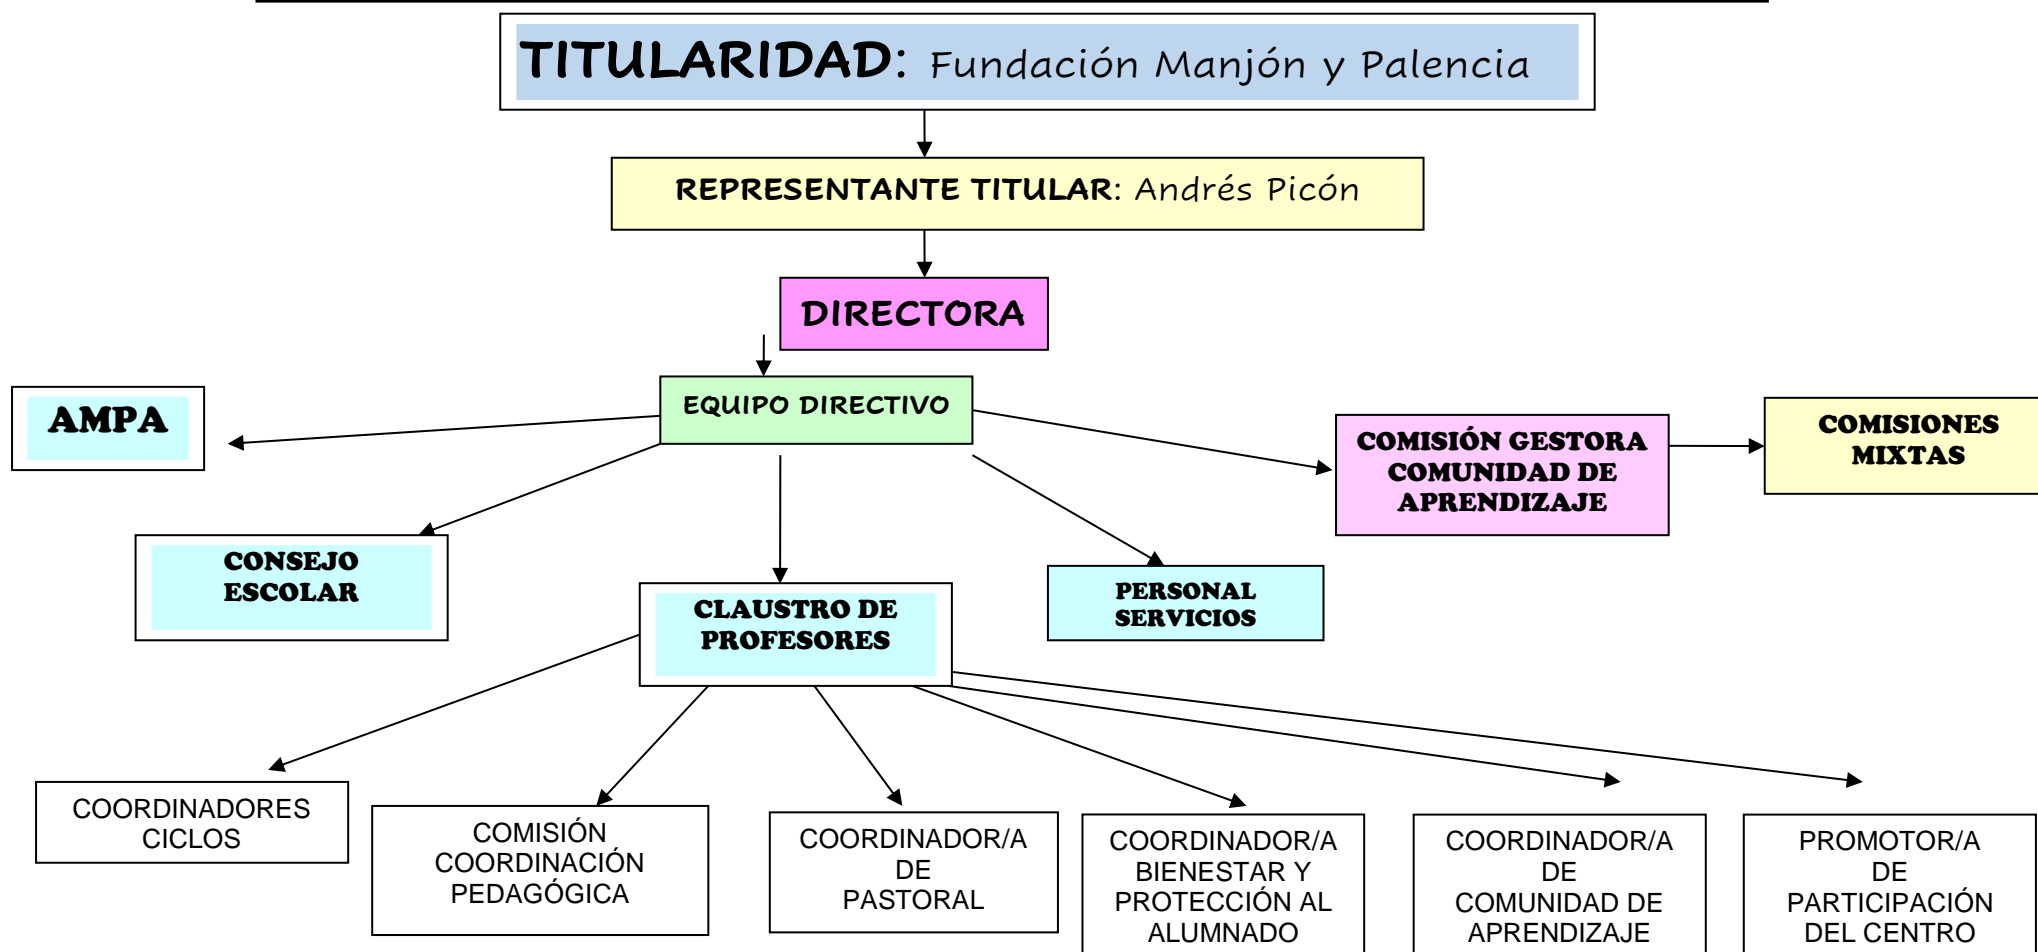 TITULARIDAD: Fundación Manjón y Palencia
REPRESENTANTE TITULAR: Andrés Picón
DIRECTORA
EQUIPO DIRECTIVO
AMPA
COMISIÓN GESTORA
COMUNIDAD DE
APRENDIZAJE
COMISIONES
MIXTAS
CONSEJO
ESCOLAR
CLAUSTRO DE
PROFESORES
PERSONAL
SERVICIOS
COORDINADORES
CICLOS
COMISIÓN
COORDINACIÓN
PEDAGÓGICA
COORDINADOR/A
DE
PASTORAL
COORDINADOR/A
BIENESTAR Y
PROTECCIÓN AL
ALUMNADO
COORDINADOR/A
DE
COMUNIDAD DE
APRENDIZAJE
PROMOTOR/A
DE
PARTICIPACIÓN
DEL CENTRO